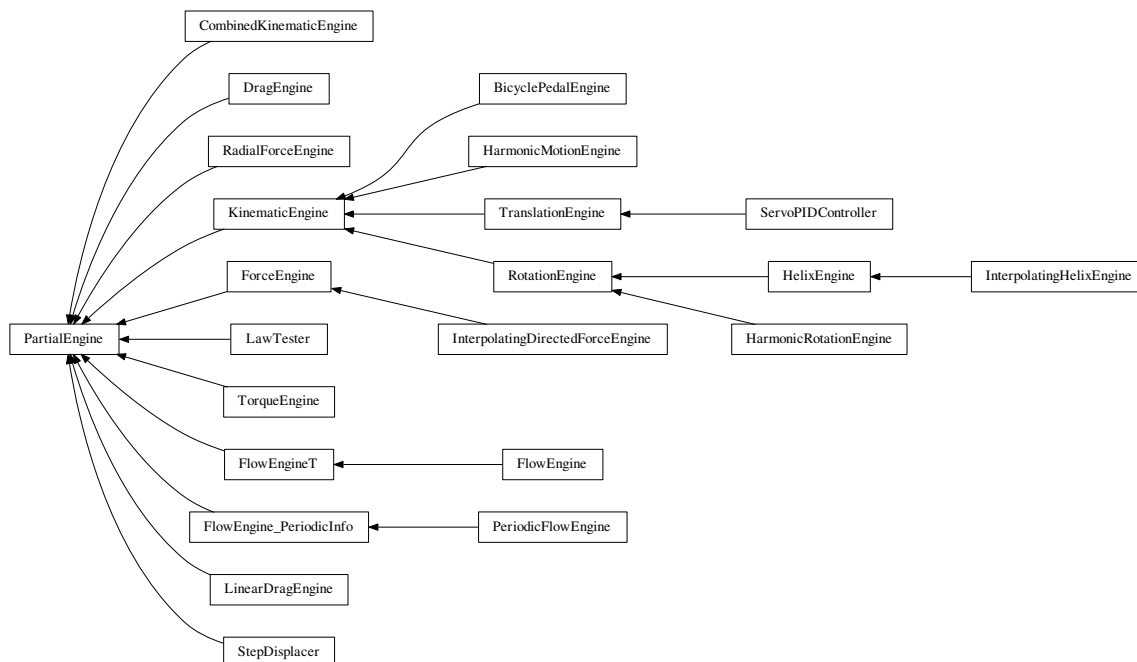 CombinedKinematicEngine
DragEngine
BicyclePedalEngine
RadialForceEngine
HarmonicMotionEngine
KinematicEngine
TranslationEngine
ServoPIDController
ForceEngine
RotationEngine
HelixEngine
InterpolatingHelixEngine
PartialEngine
LawTester
InterpolatingDirectedForceEngine
HarmonicRotationEngine
TorqueEngine
FlowEngineT
FlowEngine
FlowEngine_PeriodicInfo
PeriodicFlowEngine
LinearDragEngine
StepDisplacer